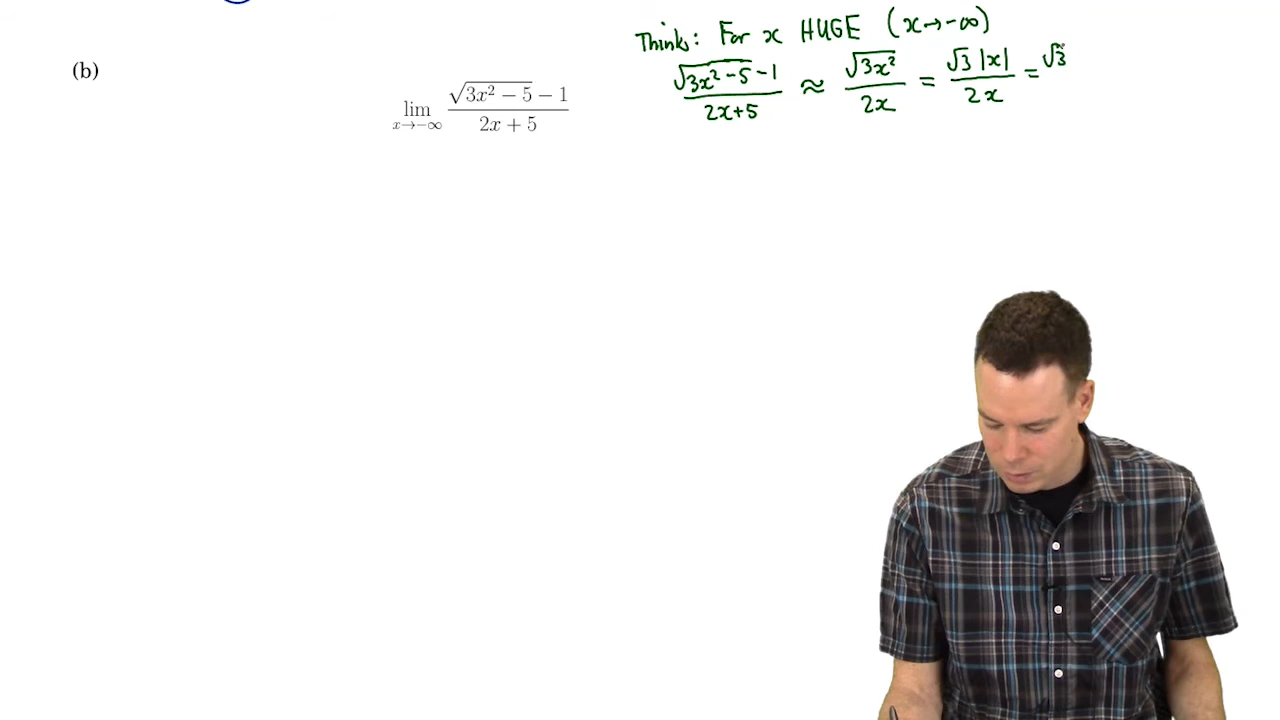 Think: For x HUGE (x→-∞)
(√(3x²-5)-1)/(2x+5) ≈ √(3x²)/(2x) = (√3 |x|)/(2x) = √3
(b)
lim x→−∞ (√(3x² − 5) − 1)/(2x + 5)